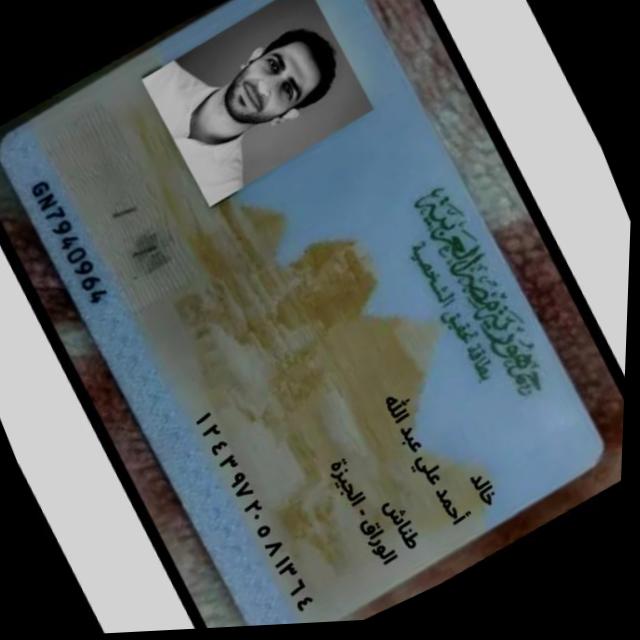 جمهورية مصر العربية
بطاقة تحقيق الشخصية
خالد
أحمد علي عبد الله
طناش
الوراق - الجيزة
١٢٤٣٩٧٢٠٥٨١٣٦٤
GN7940964